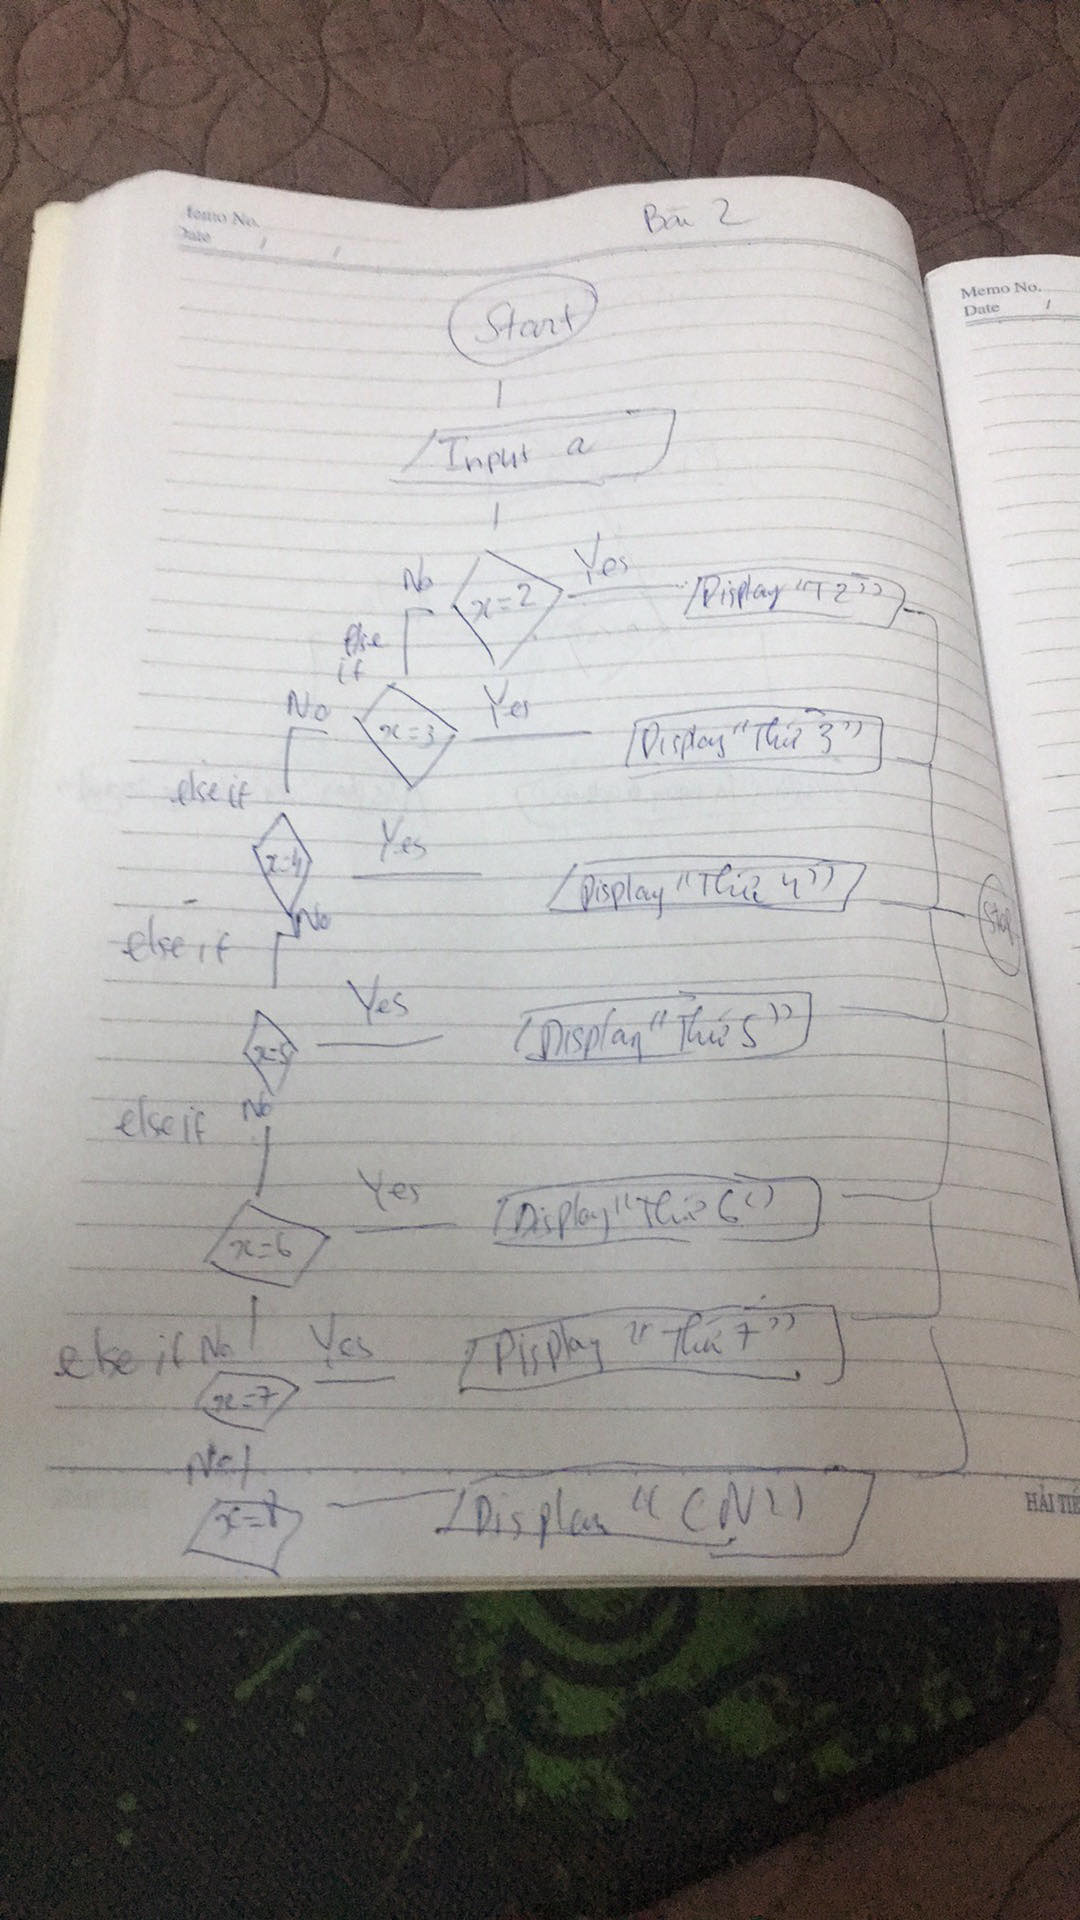 Memo No.
Date / /
Bài 2
Memo No.
Date /
Start
Input a
No
x=2
Yes
Display "T2"
else
if
No
x=3
Yes
Display "Thứ 3"
else if
x=4
Yes
Display "Thứ 4"
Stop
No
else if
Yes
x=5
Display "Thứ 5"
else if
No
Yes
x=6
Display "Thứ 6"
else if No
Yes
Display "Thứ 7"
x=7
No
x=8
Display "CN"